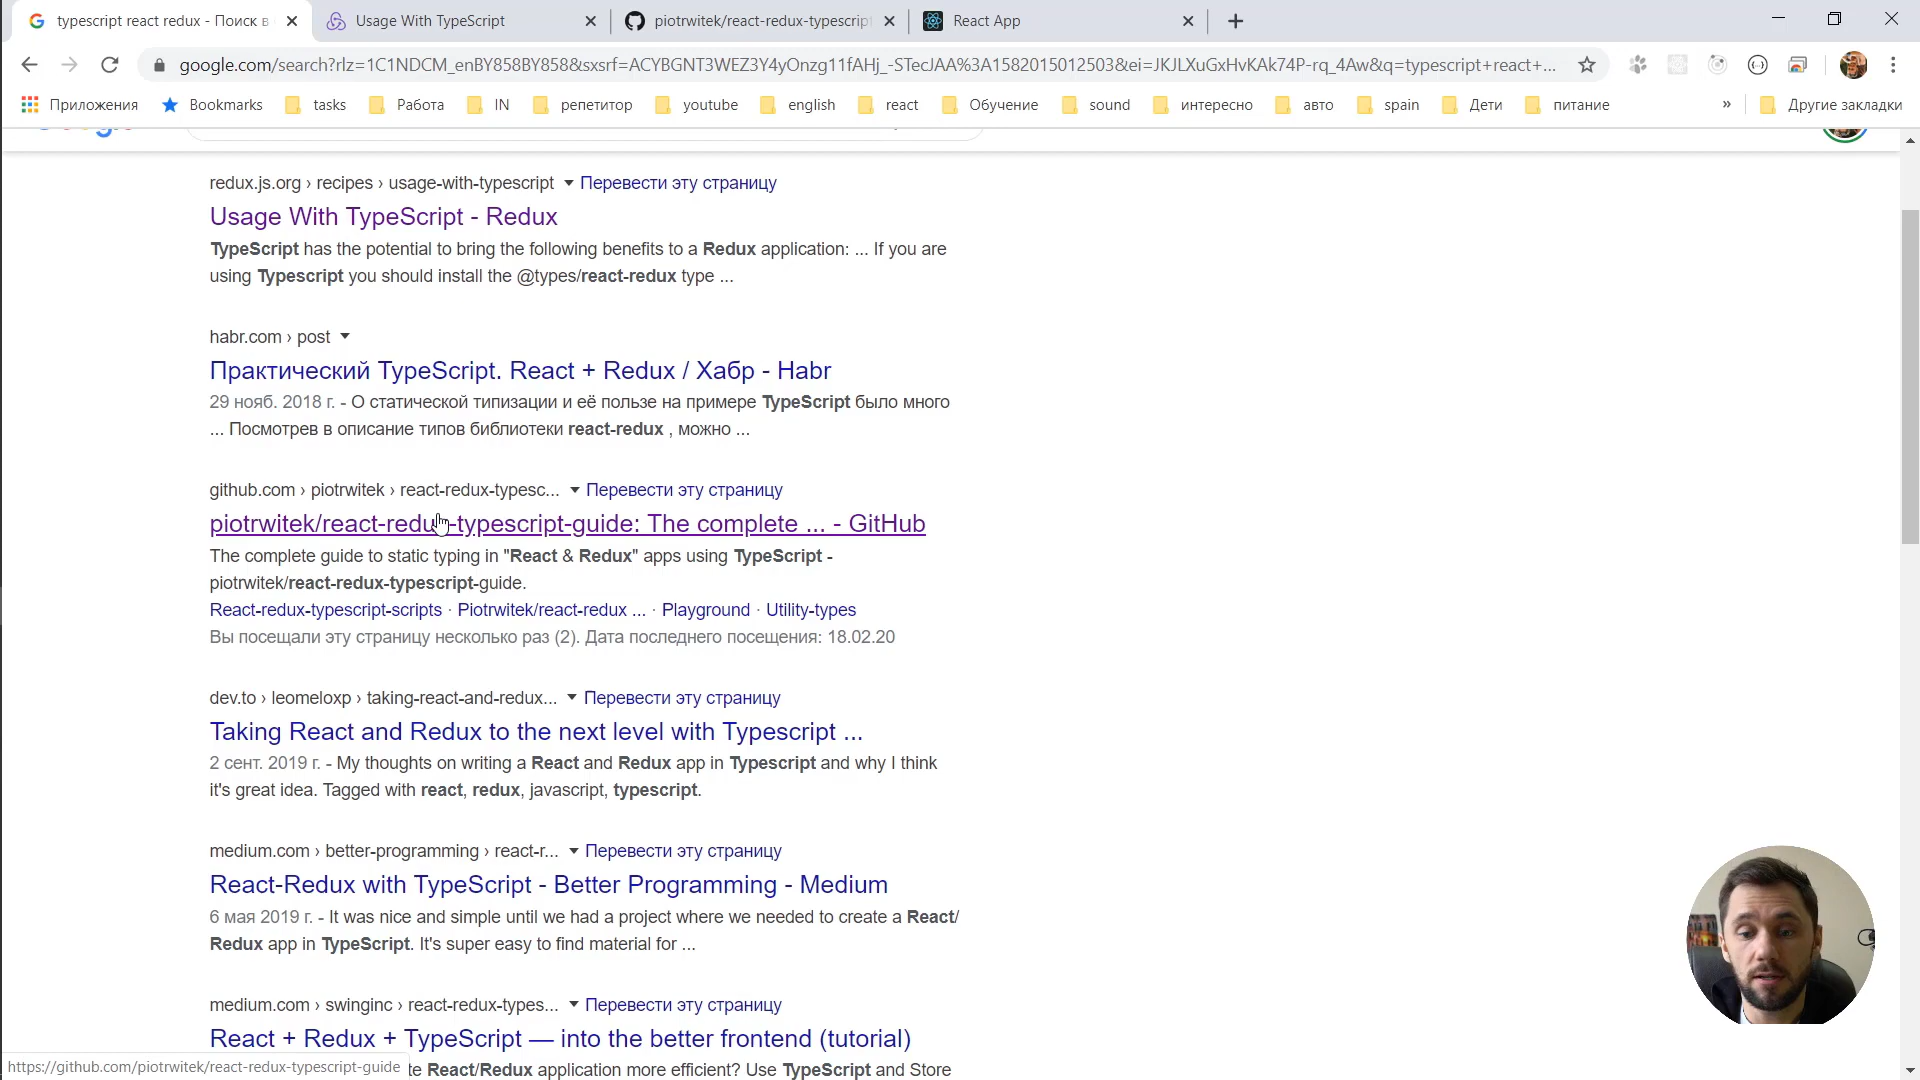 typescript react redux - Поиск в
Usage With TypeScript
piotrwitek/react-redux-typescript
React App
google.com/search?rlz=1C1NDCM_enBY858BY858&sxsrf=ACYBGNT3WEZ3Y4yOnzg11fAHj_-STecJAA%3A1582015012503&ei=JKJLXuGxHvKAk74P-rq_4Aw&q=typescript+react+...
Приложения
Bookmarks
tasks
Работа
IN
репетитор
youtube
english
react
Обучение
sound
интересно
авто
spain
Дети
питание
»
Другие закладки
redux.js.org › recipes › usage-with-typescript Перевести эту страницу
Usage With TypeScript - Redux
TypeScript has the potential to bring the following benefits to a Redux application: ... If you are
using Typescript you should install the @types/react-redux type ...
habr.com › post
Практический TypeScript. React + Redux / Хабр - Habr
29 нояб. 2018 г. - О статической типизации и её пользе на примере TypeScript было много
... Посмотрев в описание типов библиотеки react-redux , можно ...
github.com › piotrwitek › react-redux-typesc... Перевести эту страницу
piotrwitek/react-redux-typescript-guide: The complete ... - GitHub
The complete guide to static typing in "React & Redux" apps using TypeScript -
piotrwitek/react-redux-typescript-guide.
React-redux-typescript-scripts · Piotrwitek/react-redux ... · Playground · Utility-types
Вы посещали эту страницу несколько раз (2). Дата последнего посещения: 18.02.20
dev.to › leomeloxp › taking-react-and-redux... Перевести эту страницу
Taking React and Redux to the next level with Typescript ...
2 сент. 2019 г. - My thoughts on writing a React and Redux app in Typescript and why I think
it's great idea. Tagged with react, redux, javascript, typescript.
medium.com › better-programming › react-r... Перевести эту страницу
React-Redux with TypeScript - Better Programming - Medium
6 мая 2019 г. - It was nice and simple until we had a project where we needed to create a React/
Redux app in TypeScript. It's super easy to find material for ...
medium.com › swinginc › react-redux-types... Перевести эту страницу
React + Redux + TypeScript — into the better frontend (tutorial)
https://github.com/piotrwitek/react-redux-typescript-guide
te React/Redux application more efficient? Use TypeScript and Store